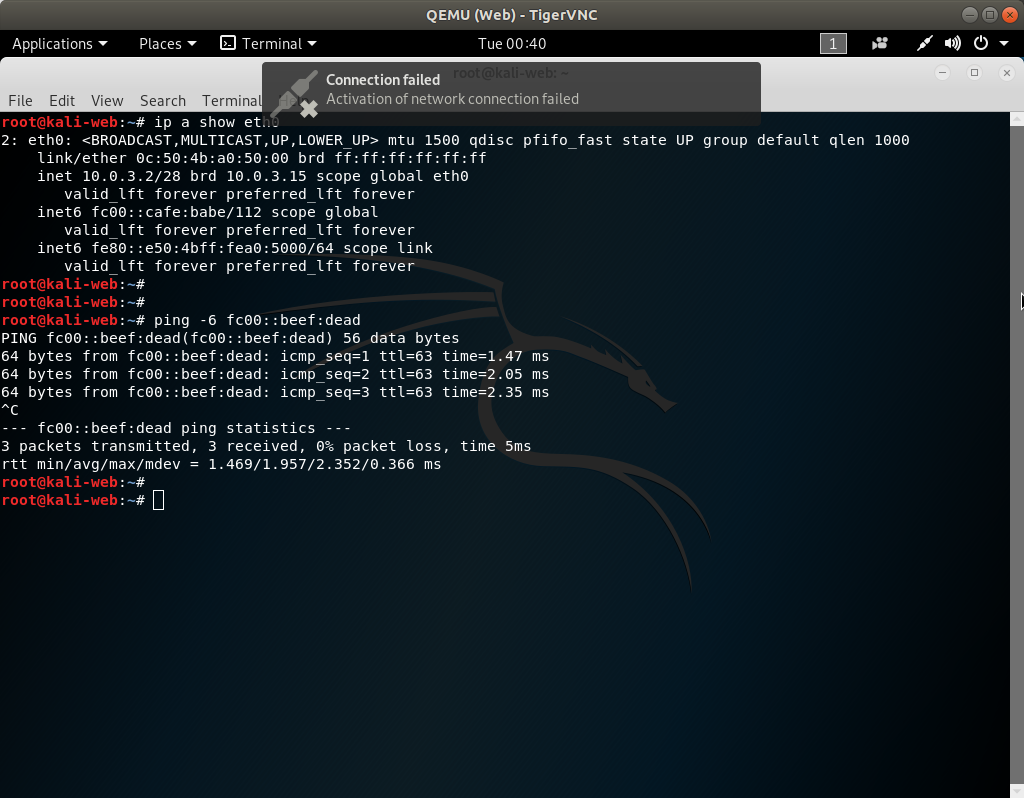 QEMU (Web) - TigerVNC
Applications Places Terminal Tue 00:40 1
root@kali-web: ~
Connection failed
Activation of network connection failed
File Edit View Search Terminal
root@kali-web:~# ip a show eth0
2: eth0: <BROADCAST,MULTICAST,UP,LOWER_UP> mtu 1500 qdisc pfifo_fast state UP group default qlen 1000
    link/ether 0c:50:4b:a0:50:00 brd ff:ff:ff:ff:ff:ff
    inet 10.0.3.2/28 brd 10.0.3.15 scope global eth0
       valid_lft forever preferred_lft forever
    inet6 fc00::cafe:babe/112 scope global
       valid_lft forever preferred_lft forever
    inet6 fe80::e50:4bff:fea0:5000/64 scope link
       valid_lft forever preferred_lft forever
root@kali-web:~#
root@kali-web:~#
root@kali-web:~# ping -6 fc00::beef:dead
PING fc00::beef:dead(fc00::beef:dead) 56 data bytes
64 bytes from fc00::beef:dead: icmp_seq=1 ttl=63 time=1.47 ms
64 bytes from fc00::beef:dead: icmp_seq=2 ttl=63 time=2.05 ms
64 bytes from fc00::beef:dead: icmp_seq=3 ttl=63 time=2.35 ms
^C
--- fc00::beef:dead ping statistics ---
3 packets transmitted, 3 received, 0% packet loss, time 5ms
rtt min/avg/max/mdev = 1.469/1.957/2.352/0.366 ms
root@kali-web:~#
root@kali-web:~#